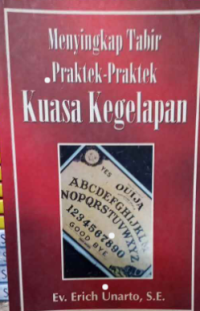 Menyingkap Tabir
Praktek-Praktek
Kuasa Kegelapan
YES
OUIJA
ABCDEFGHIJKLM
NOPQRSTUVWXYZ
1234567890
GOOD BYE
Ev. Erich Unarto, S.E.